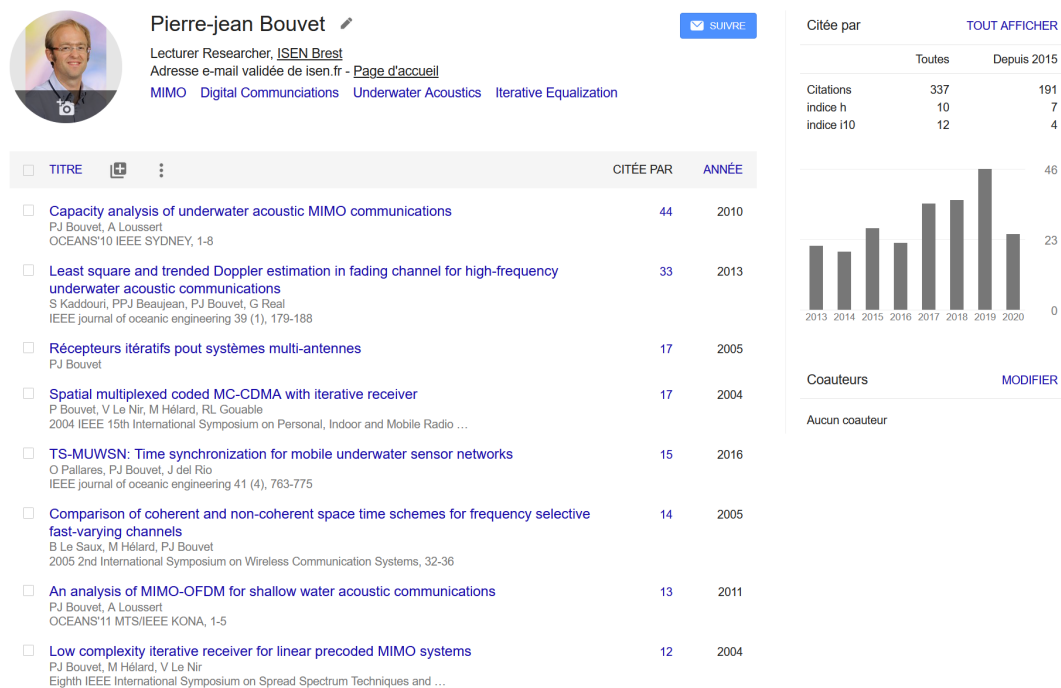 Pierre-jean Bouvet
Lecturer Researcher, ISEN Brest
Adresse e-mail validée de isen.fr - Page d'accueil
MIMO Digital Communciations Underwater Acoustics Iterative Equalization
SUIVRE
TITRE CITÉE PAR ANNÉE
Capacity analysis of underwater acoustic MIMO communications 44 2010
PJ Bouvet, A Loussert
OCEANS'10 IEEE SYDNEY, 1-8
Least square and trended Doppler estimation in fading channel for high-frequency 33 2013
underwater acoustic communications
S Kaddouri, PPJ Beaujean, PJ Bouvet, G Real
IEEE journal of oceanic engineering 39 (1), 179-188
Récepteurs itératifs pout systèmes multi-antennes 17 2005
PJ Bouvet
Spatial multiplexed coded MC-CDMA with iterative receiver 17 2004
P Bouvet, V Le Nir, M Hélard, RL Gouable
2004 IEEE 15th International Symposium on Personal, Indoor and Mobile Radio …
TS-MUWSN: Time synchronization for mobile underwater sensor networks 15 2016
O Pallares, PJ Bouvet, J del Rio
IEEE journal of oceanic engineering 41 (4), 763-775
Comparison of coherent and non-coherent space time schemes for frequency selective 14 2005
fast-varying channels
B Le Saux, M Hélard, PJ Bouvet
2005 2nd International Symposium on Wireless Communication Systems, 32-36
An analysis of MIMO-OFDM for shallow water acoustic communications 13 2011
PJ Bouvet, A Loussert
OCEANS'11 MTS/IEEE KONA, 1-5
Low complexity iterative receiver for linear precoded MIMO systems 12 2004
PJ Bouvet, M Hélard, V Le Nir
Eighth IEEE International Symposium on Spread Spectrum Techniques and …
Citée par TOUT AFFICHER
Toutes Depuis 2015
Citations 337 191
indice h 10 7
indice i10 12 4
46
23
0
2013 2014 2015 2016 2017 2018 2019 2020
Coauteurs MODIFIER
Aucun coauteur